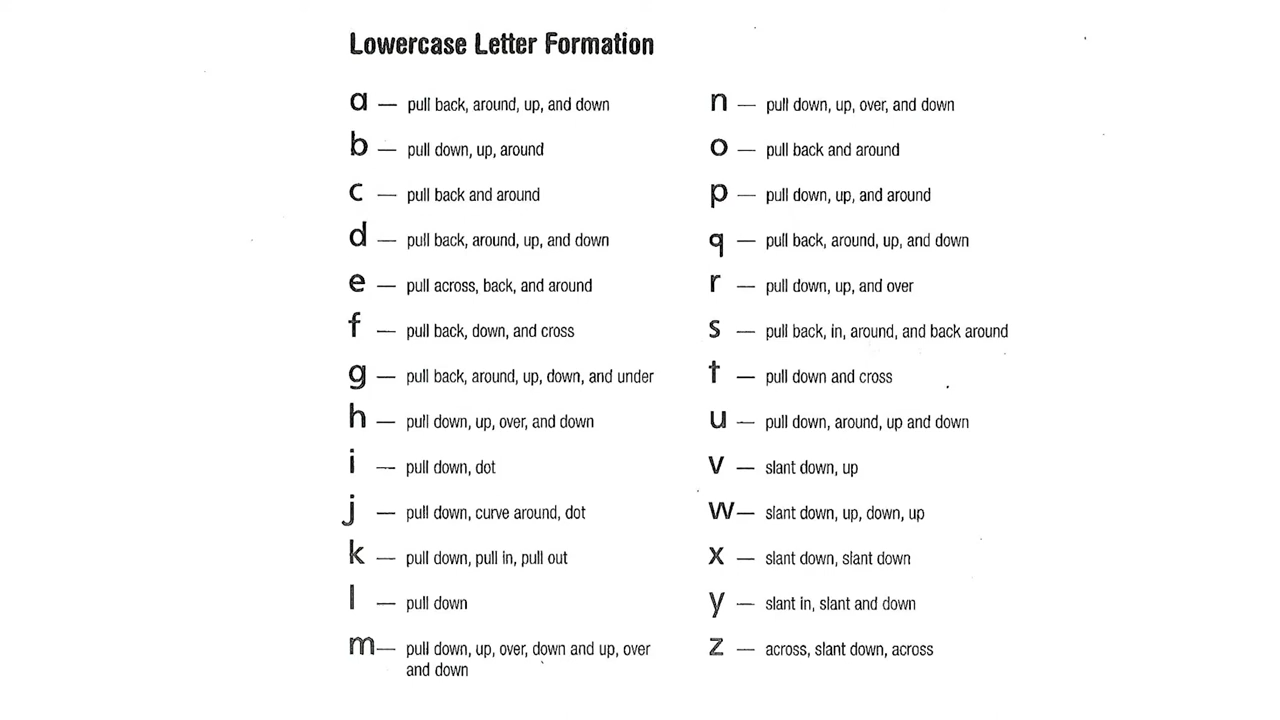 Lowercase Letter Formation
a — pull back, around, up, and down
b — pull down, up, around
c — pull back and around
d — pull back, around, up, and down
e — pull across, back, and around
f — pull back, down, and cross
g — pull back, around, up, down, and under
h — pull down, up, over, and down
i — pull down, dot
j — pull down, curve around, dot
k — pull down, pull in, pull out
l — pull down
m — pull down, up, over, down and up, over
and down
n — pull down, up, over, and down
o — pull back and around
p — pull down, up, and around
q — pull back, around, up, and down
r — pull down, up, and over
s — pull back, in, around, and back around
t — pull down and cross
u — pull down, around, up and down
v — slant down, up
w — slant down, up, down, up
x — slant down, slant down
y — slant in, slant and down
z — across, slant down, across